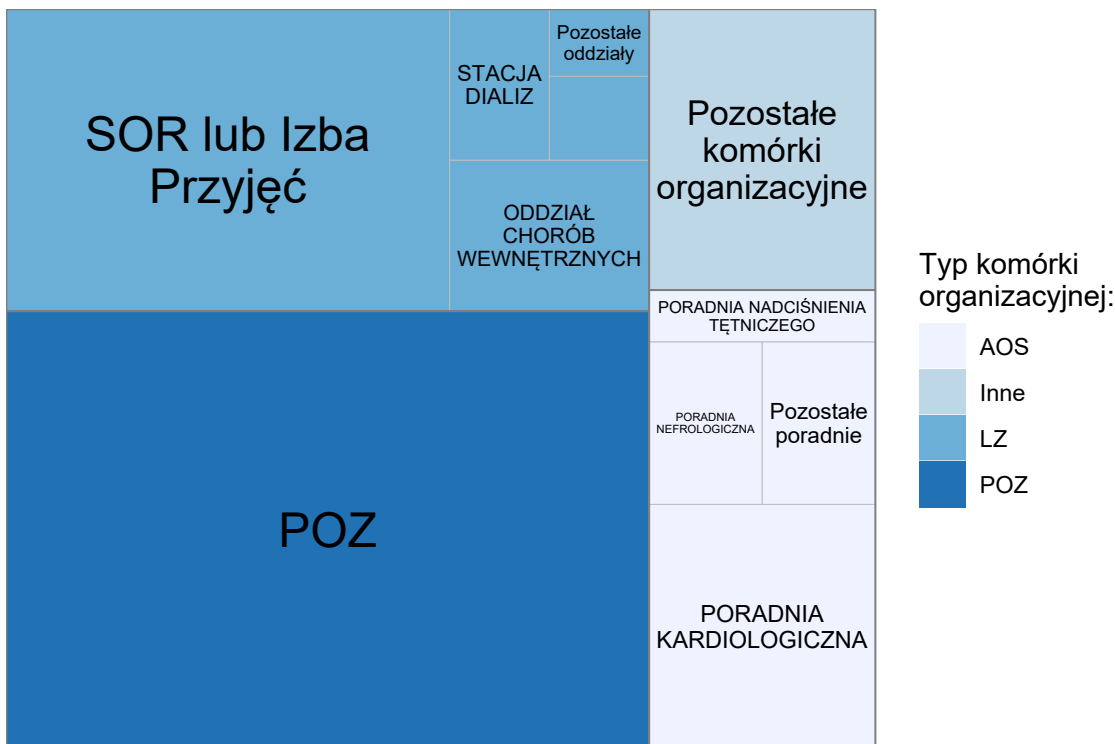 SOR lub Izba
Przyjęć
STACJA
DIALIZ
Pozostałe
oddziały
ODDZIAŁ
CHORÓB
WEWNĘTRZNYCH
POZ
Pozostałe
komórki
organizacyjne
PORADNIA NADCIŚNIENIA
TĘTNICZEGO
PORADNIA
NEFROLOGICZNA
Pozostałe
poradnie
PORADNIA
KARDIOLOGICZNA
Typ komórki
organizacyjnej:
AOS
Inne
LZ
POZ